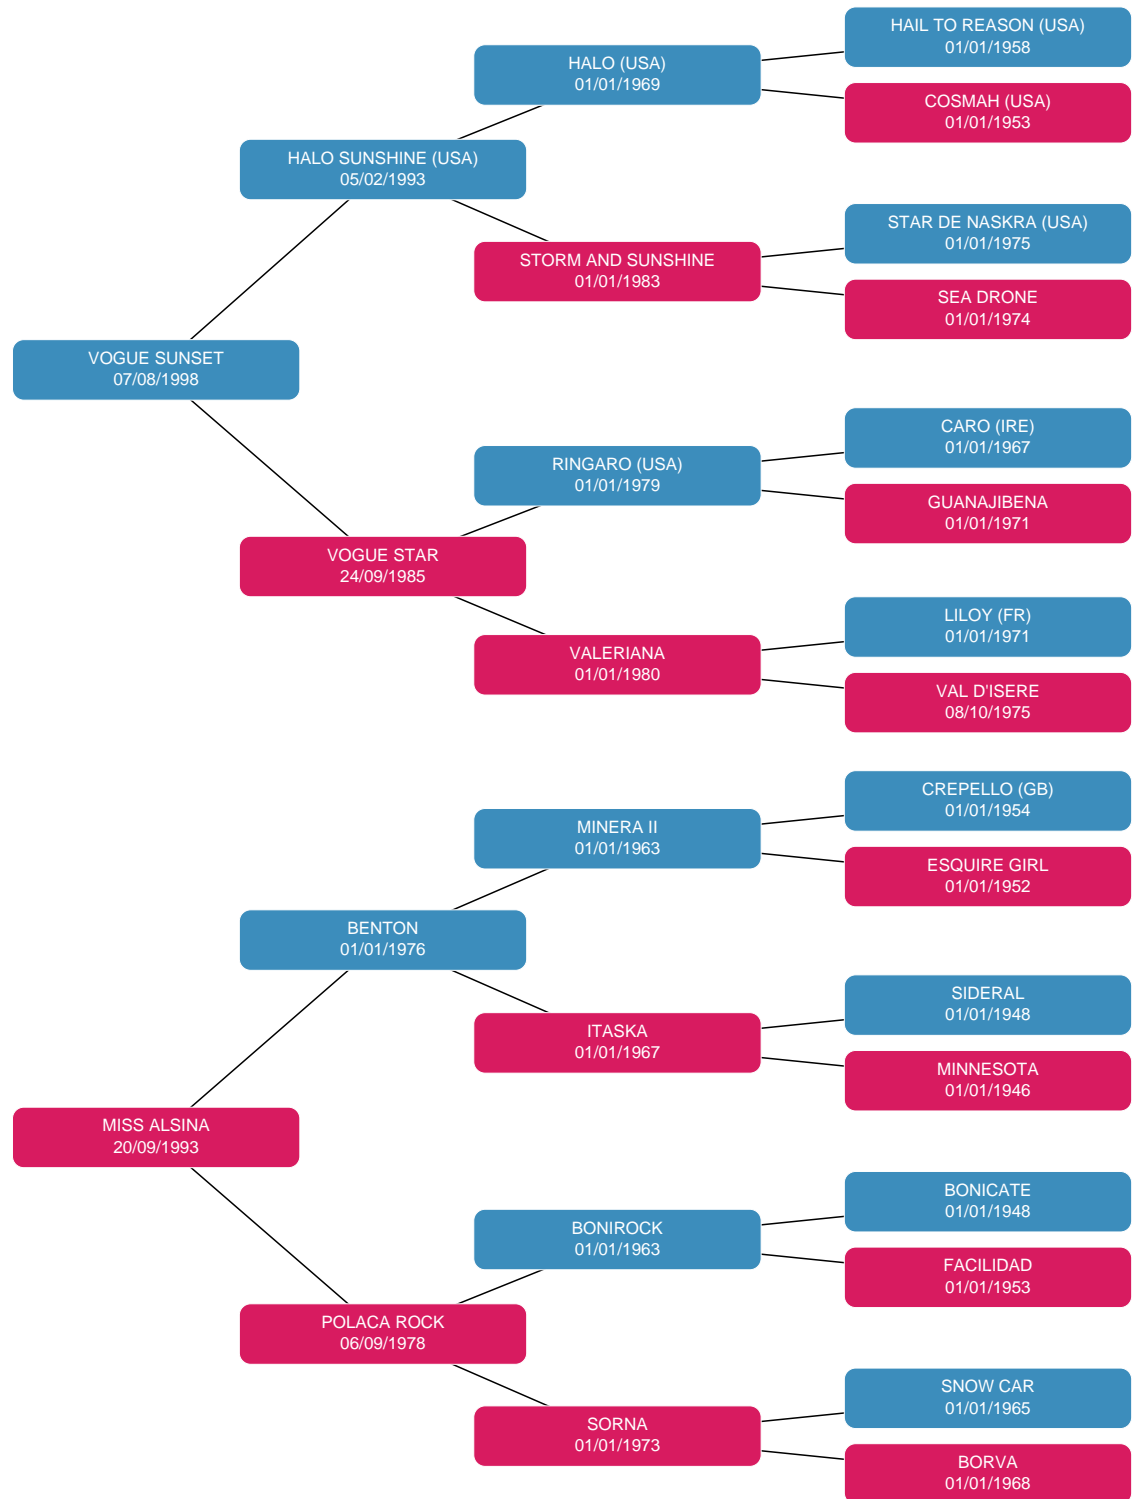 HAIL TO REASON (USA)
01/01/1958
HALO (USA)
01/01/1969
COSMAH (USA)
01/01/1953
HALO SUNSHINE (USA)
05/02/1993
STAR DE NASKRA (USA)
01/01/1975
STORM AND SUNSHINE
01/01/1983
SEA DRONE
01/01/1974
VOGUE SUNSET
07/08/1998
CARO (IRE)
01/01/1967
RINGARO (USA)
01/01/1979
GUANAJIBENA
01/01/1971
VOGUE STAR
24/09/1985
LILOY (FR)
01/01/1971
VALERIANA
01/01/1980
VAL D'ISERE
08/10/1975
CREPELLO (GB)
01/01/1954
MINERA II
01/01/1963
ESQUIRE GIRL
01/01/1952
BENTON
01/01/1976
SIDERAL
01/01/1948
ITASKA
01/01/1967
MINNESOTA
01/01/1946
MISS ALSINA
20/09/1993
BONICATE
01/01/1948
BONIROCK
01/01/1963
FACILIDAD
01/01/1953
POLACA ROCK
06/09/1978
SNOW CAR
01/01/1965
SORNA
01/01/1973
BORVA
01/01/1968